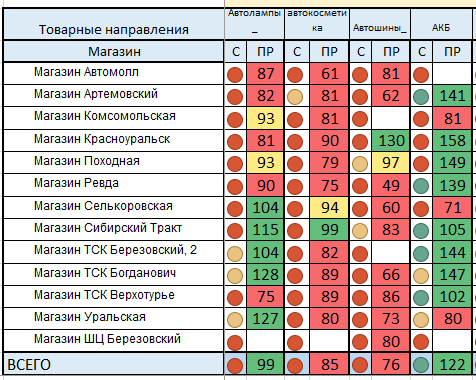 Товарные направления Автолампы_ автокосметика Автошины_ АКБ
Магазин С ПР С ПР С ПР С ПР
Магазин Автомолл 87 61 81
Магазин Артемовский 82 81 62 141
Магазин Комсомольская 93 81 81
Магазин Красноуральск 81 90 130 158
Магазин Походная 93 79 97 149
Магазин Ревда 90 75 49 139
Магазин Селькоровская 104 94 60 71
Магазин Сибирский Тракт 115 99 83 105
Магазин ТСК Березовский, 2 104 82 144
Магазин ТСК Богданович 128 89 66 147
Магазин ТСК Верхотурье 75 89 86 102
Магазин Уральская 127 80 73 80
Магазин ШЦ Березовский 80
ВСЕГО 99 85 76 122